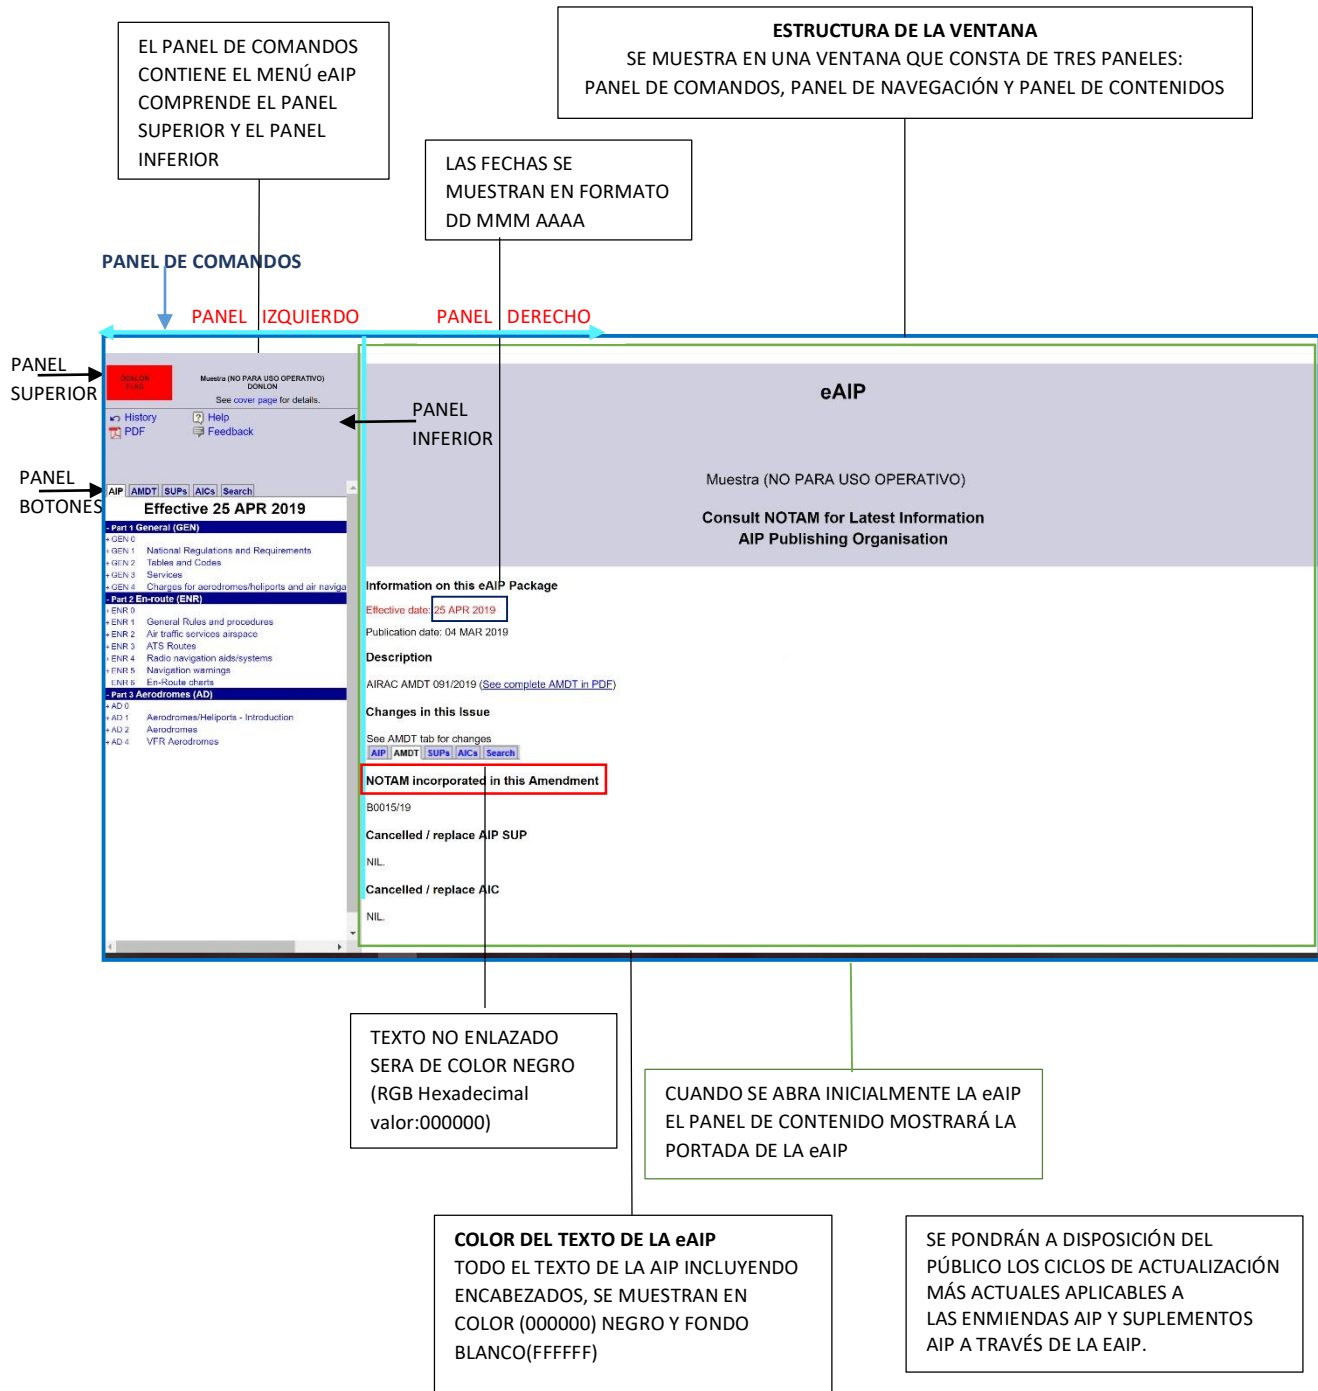 ESTRUCTURA DE LA VENTANA
SE MUESTRA EN UNA VENTANA QUE CONSTA DE TRES PANELES:
PANEL DE COMANDOS, PANEL DE NAVEGACIÓN Y PANEL DE CONTENIDOS
EL PANEL DE COMANDOS
CONTIENE EL MENÚ eAIP
COMPRENDE EL PANEL
SUPERIOR Y EL PANEL
INFERIOR
LAS FECHAS SE
MUESTRAN EN FORMATO
DD MMM AAAA
PANEL DE COMANDOS
PANEL IZQUIERDO
PANEL DERECHO
PANEL
SUPERIOR
DONLON
FLAG
Muestra (NO PARA USO OPERATIVO)
DONLON
See cover page for details.
History
Help
PDF
Feedback
PANEL
INFERIOR
PANEL
BOTONES
AIP AMDT SUPs AICs Search
Effective 25 APR 2019
- Part 1 General (GEN)
+ GEN 0
+ GEN 1 National Regulations and Requirements
+ GEN 2 Tables and Codes
+ GEN 3 Services
+ GEN 4 Charges for aerodromes/heliports and air naviga
- Part 2 En-route (ENR)
+ ENR 0
+ ENR 1 General Rules and procedures
+ ENR 2 Air traffic services airspace
+ ENR 3 ATS Routes
+ ENR 4 Radio navigation aids/systems
+ ENR 5 Navigation warnings
ENR 6 En-Route charts
- Part 3 Aerodromes (AD)
+ AD 0
+ AD 1 Aerodromes/Heliports - Introduction
+ AD 2 Aerodromes
+ AD 4 VFR Aerodromes
eAIP
Muestra (NO PARA USO OPERATIVO)
Consult NOTAM for Latest Information
AIP Publishing Organisation
Information on this eAIP Package
Effective date: 25 APR 2019
Publication date: 04 MAR 2019
Description
AIRAC AMDT 091/2019 (See complete AMDT in PDF)
Changes in this Issue
See AMDT tab for changes
AIP AMDT SUPs AICs Search
NOTAM incorporated in this Amendment
B0015/19
Cancelled / replace AIP SUP
NIL.
Cancelled / replace AIC
NIL.
TEXTO NO ENLAZADO
SERA DE COLOR NEGRO
(RGB Hexadecimal
valor:000000)
CUANDO SE ABRA INICIALMENTE LA eAIP
EL PANEL DE CONTENIDO MOSTRARÁ LA
PORTADA DE LA eAIP
COLOR DEL TEXTO DE LA eAIP
TODO EL TEXTO DE LA AIP INCLUYENDO
ENCABEZADOS, SE MUESTRAN EN
COLOR (000000) NEGRO Y FONDO
BLANCO(FFFFFF)
SE PONDRÁN A DISPOSICIÓN DEL
PÚBLICO LOS CICLOS DE ACTUALIZACIÓN
MÁS ACTUALES APLICABLES A
LAS ENMIENDAS AIP Y SUPLEMENTOS
AIP A TRAVÉS DE LA EAIP.